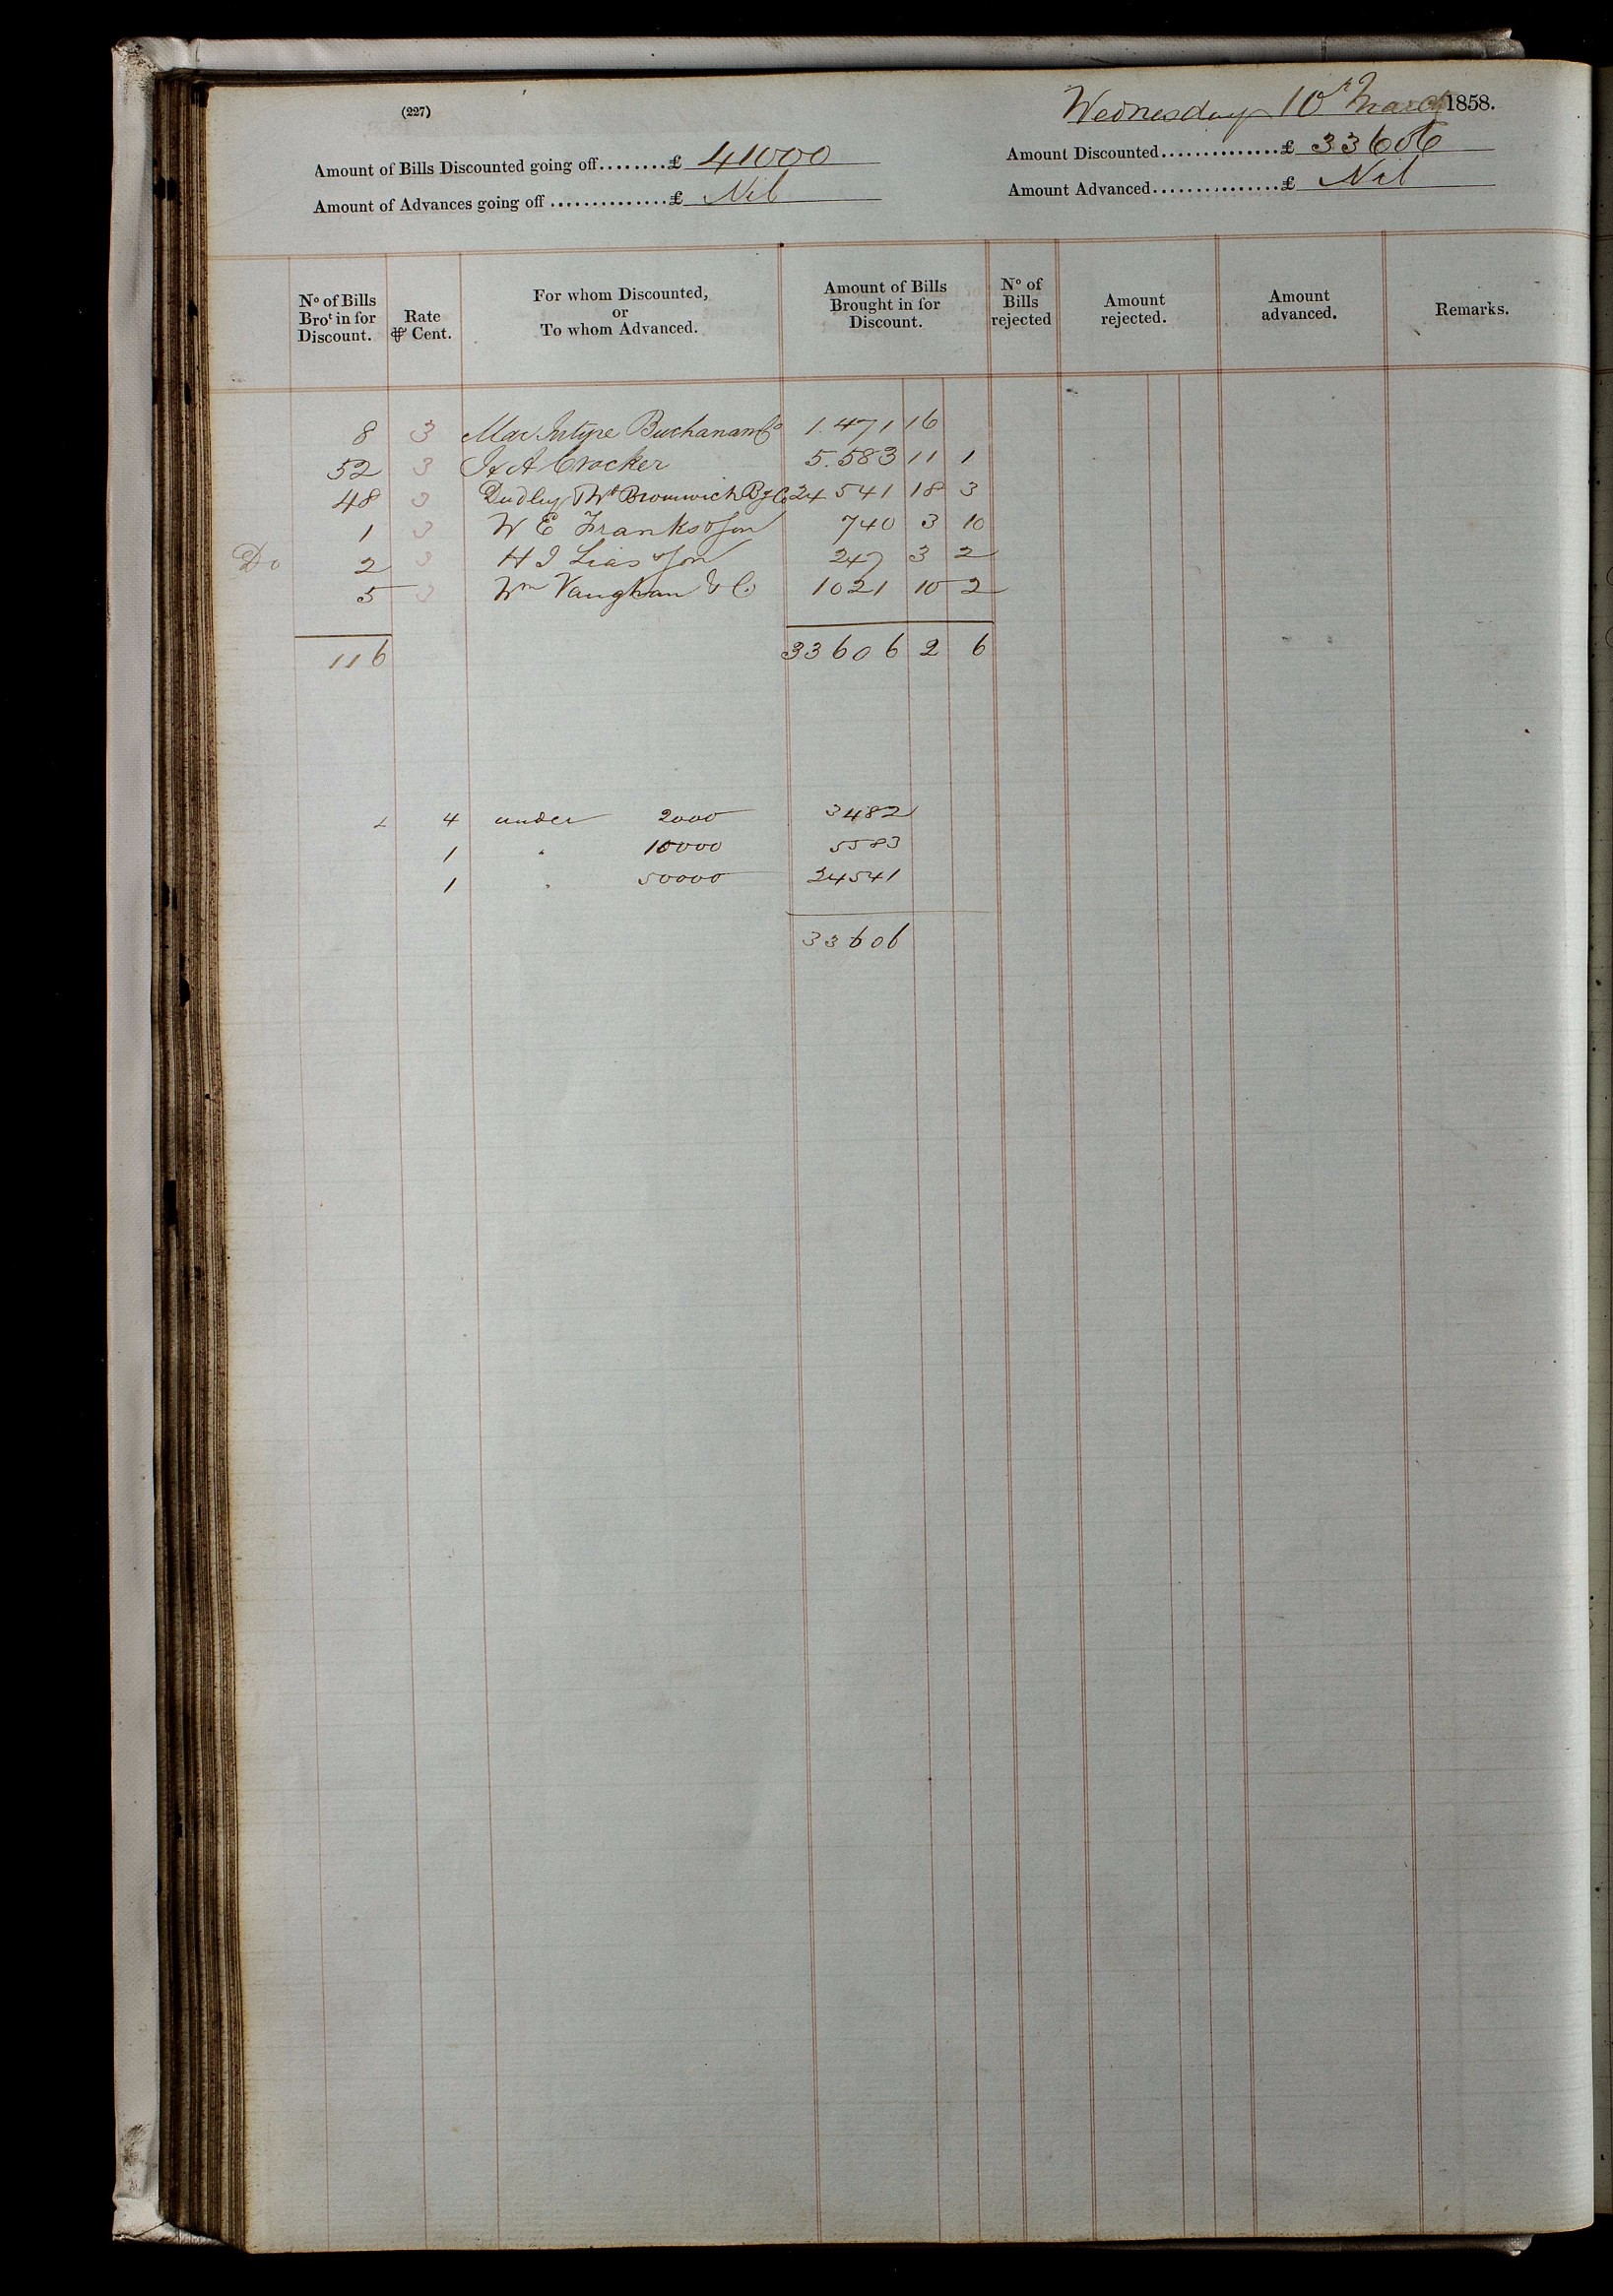 (227)
Wednesday 10th March 1858.
Amount of Bills Discounted going off........£ 41000
Amount Discounted..............£ 33606
Amount of Advances going off..............£ Nil
Amount Advanced...............£ Nil
No of Bills Brot in for Discount.
Rate ⅌ Cent.
For whom Discounted, or To whom Advanced.
Amount of Bills Brought in for Discount.
No of Bills rejected
Amount rejected.
Amount advanced.
Remarks.
8 3 MacIntyre Buchanan Co 1.471 16
52 3 A Crocker 5.583 11 1
48 3 Dudley & Wt Bromwich Bg Co 24 541 18 3
1 3 W E Franks & Son 740 3 10
Do 2 3 H I Lias & Son 247 3 2
5 3 Wm Vaughan & Co 1021 10 2
116 33606 2 6
4 under 2000 3482
1 " 10000 5583
1 " 50000 24541
33606